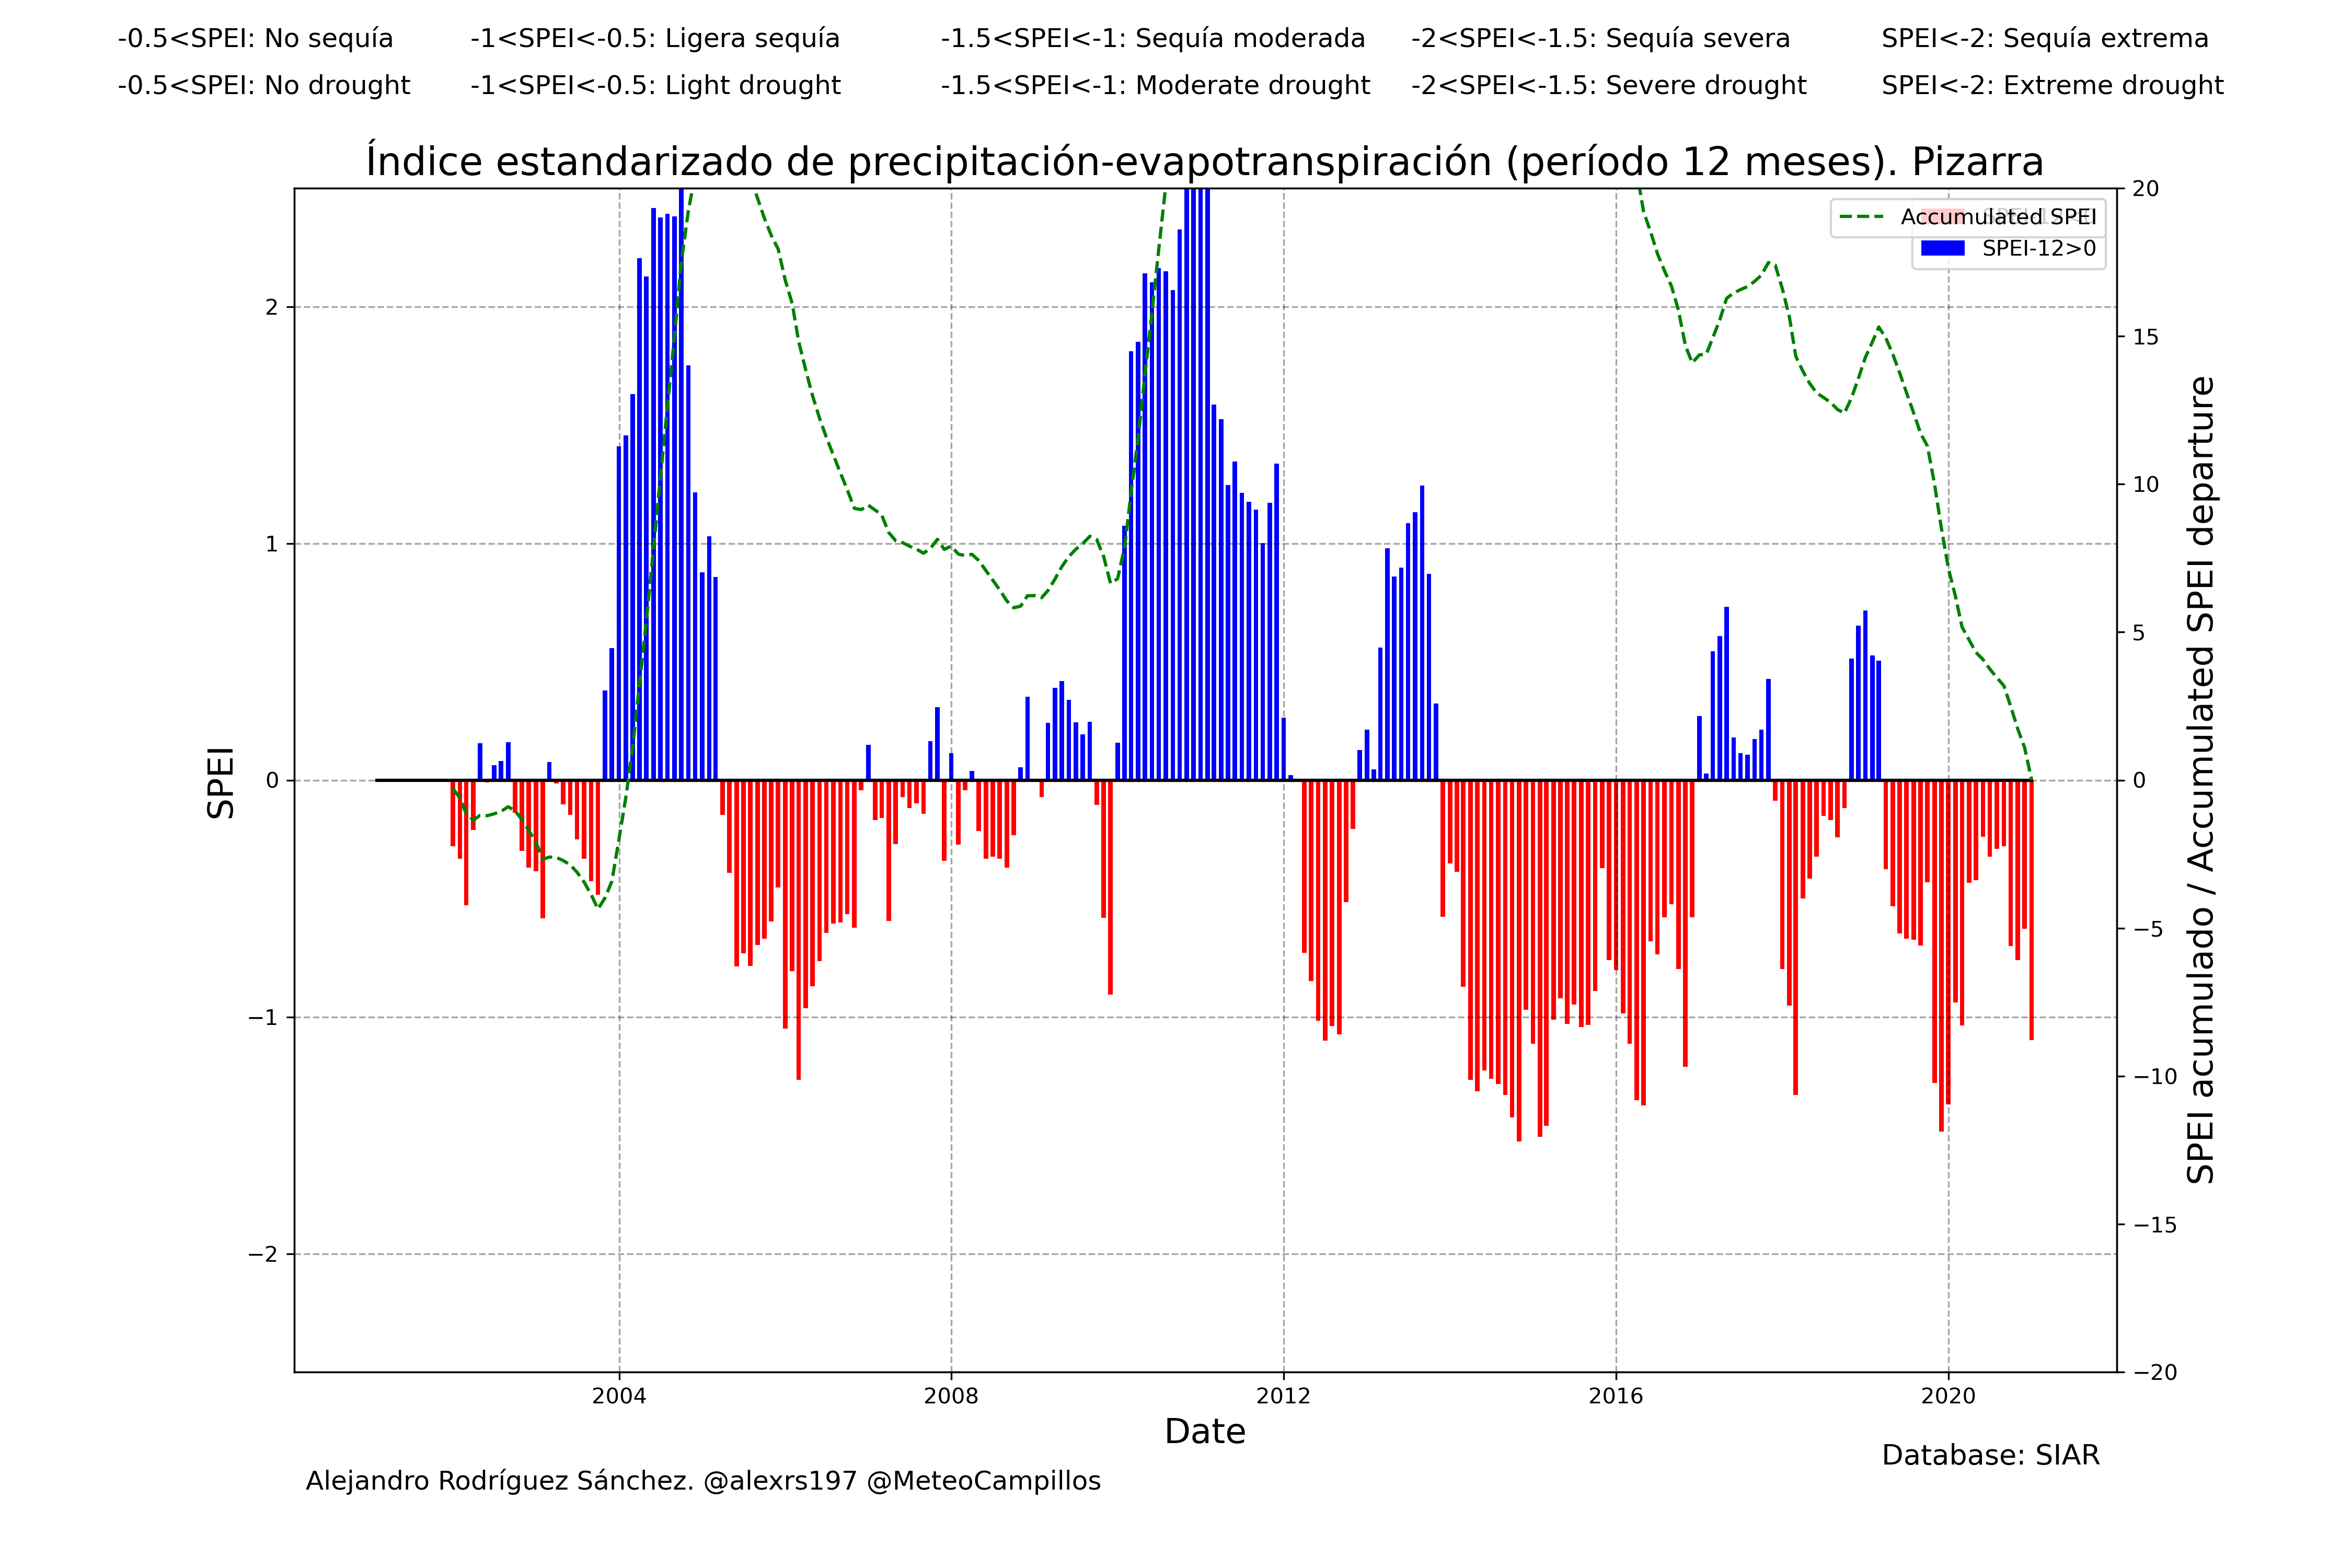 -0.5<SPEI: No sequía -1<SPEI<-0.5: Ligera sequía -1.5<SPEI<-1: Sequía moderada -2<SPEI<-1.5: Sequía severa SPEI<-2: Sequía extrema
-0.5<SPEI: No drought -1<SPEI<-0.5: Light drought -1.5<SPEI<-1: Moderate drought -2<SPEI<-1.5: Severe drought SPEI<-2: Extreme drought
Índice estandarizado de precipitación-evapotranspiración (período 12 meses). Pizarra
Accumulated SPEI
SPEI-12>0
SPEI
2
1
0
−1
−2
20
15
10
5
0
−5
−10
−15
−20
SPEI acumulado / Accumulated SPEI departure
2004 2008 2012 2016 2020
Date
Database: SIAR
Alejandro Rodríguez Sánchez. @alexrs197 @MeteoCampillos